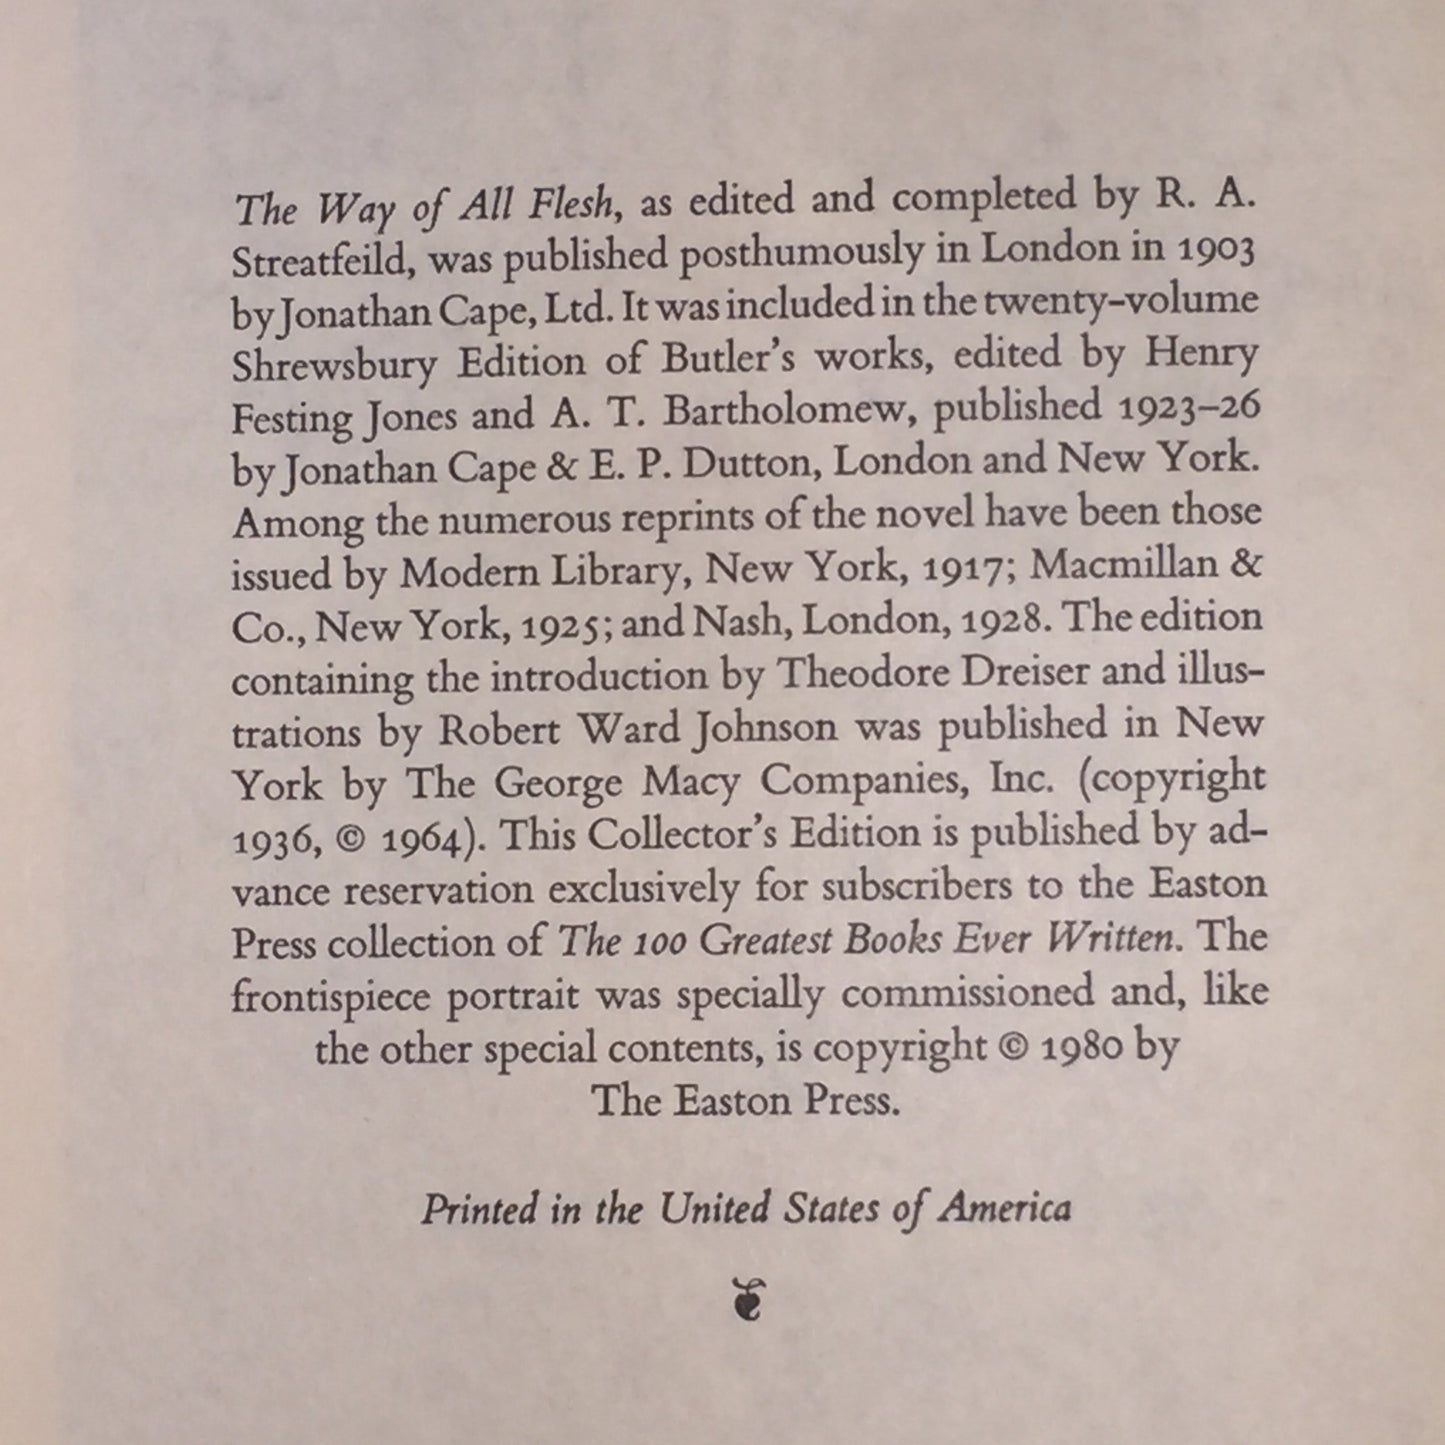 The Way of All Flesh, as edited and completed by R. A.
Streatfeild, was published posthumously in London in 1903
by Jonathan Cape, Ltd. It was included in the twenty-volume
Shrewsbury Edition of Butler's works, edited by Henry
Festing Jones and A. T. Bartholomew, published 1923–26
by Jonathan Cape & E. P. Dutton, London and New York.
Among the numerous reprints of the novel have been those
issued by Modern Library, New York, 1917; Macmillan &
Co., New York, 1925; and Nash, London, 1928. The edition
containing the introduction by Theodore Dreiser and illus-
trations by Robert Ward Johnson was published in New
York by The George Macy Companies, Inc. (copyright
1936, © 1964). This Collector's Edition is published by ad-
vance reservation exclusively for subscribers to the Easton
Press collection of The 100 Greatest Books Ever Written. The
frontispiece portrait was specially commissioned and, like
the other special contents, is copyright © 1980 by
The Easton Press.
Printed in the United States of America